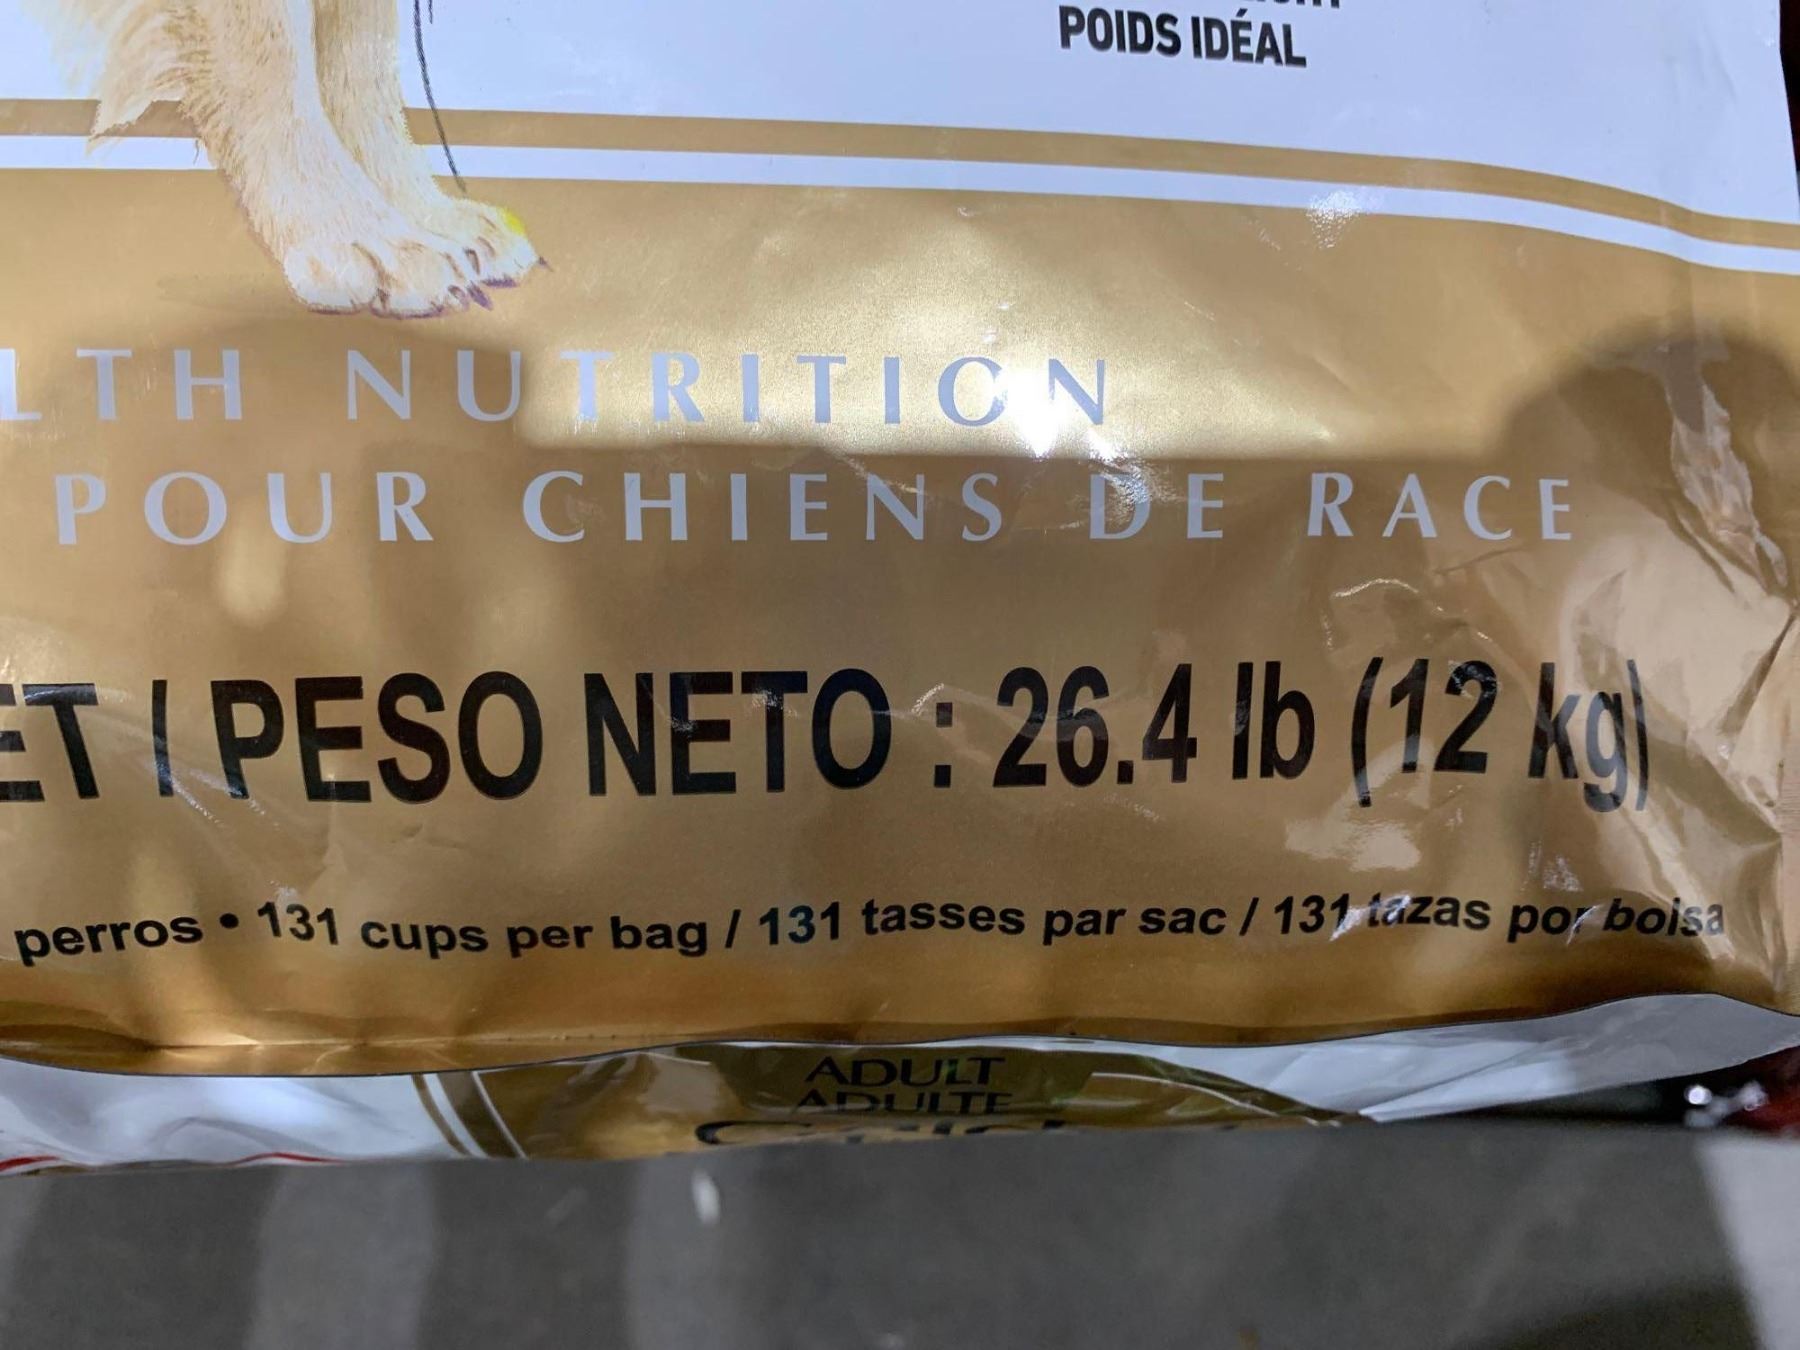 POIDS IDÉAL
LTH NUTRITION
POUR CHIENS DE RACE
ET / PESO NETO : 26.4 lb (12 kg)
perros • 131 cups per bag / 131 tasses par sac / 131 tazas por bolsa
ADULT
ADULTE